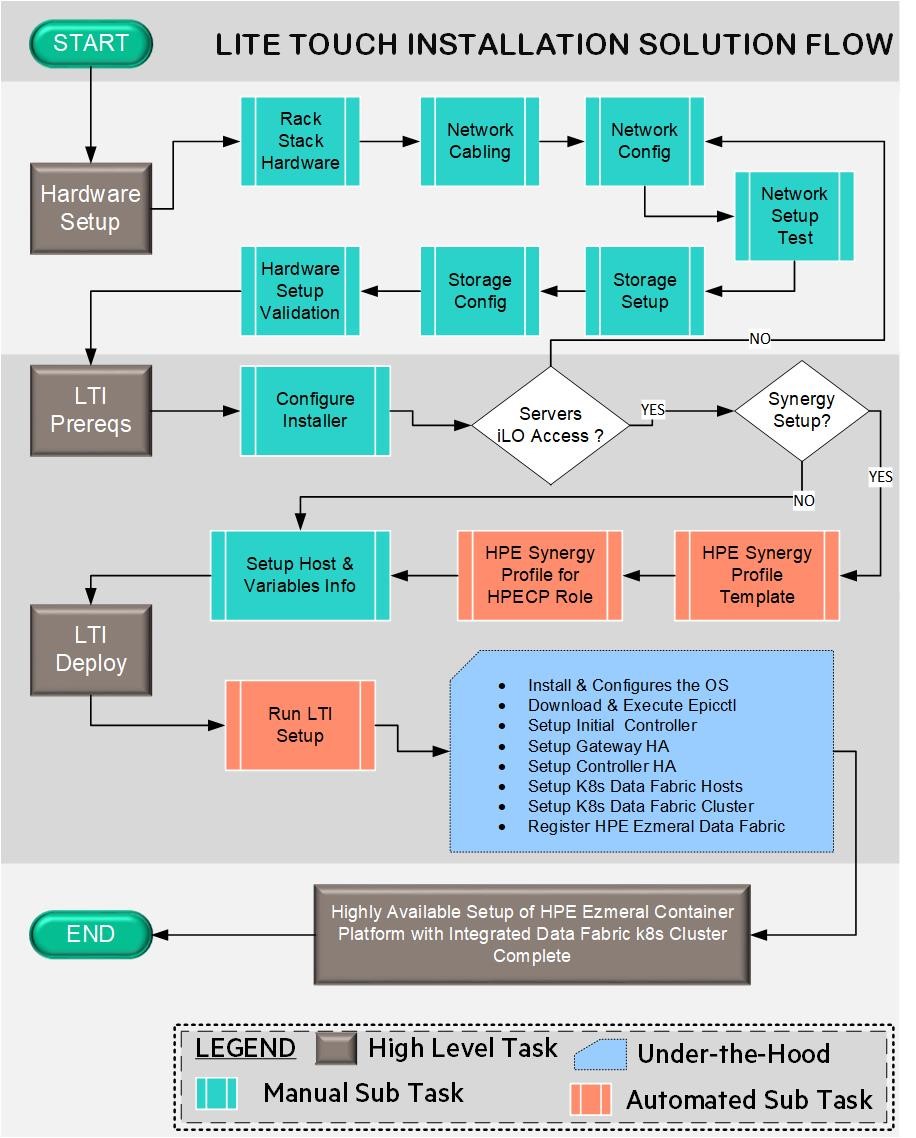 START
LITE TOUCH INSTALLATION SOLUTION FLOW
Hardware
Setup
Rack
Stack
Hardware
Network
Cabling
Network
Config
Network
Setup
Test
Storage
Setup
Storage
Config
Hardware
Setup
Validation
NO
LTI
Prereqs
Configure
Installer
Servers
iLO Access ?
YES
Synergy
Setup?
YES
NO
HPE Synergy
Profile
Template
HPE Synergy
Profile for
HPECP Role
Setup Host &
Variables Info
LTI
Deploy
Run LTI
Setup
• Install & Configures the OS
• Download & Execute Epicctl
• Setup Initial Controller
• Setup Gateway HA
• Setup Controller HA
• Setup K8s Data Fabric Hosts
• Setup K8s Data Fabric Cluster
• Register HPE Ezmeral Data Fabric
Highly Available Setup of HPE Ezmeral Container
Platform with Integrated Data Fabric k8s Cluster
Complete
END
LEGEND
High Level Task
Under-the-Hood
Manual Sub Task
Automated Sub Task